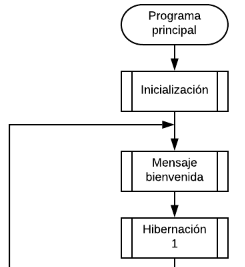 Programa
principal
Inicialización
Mensaje
bienvenida
Hibernación
1